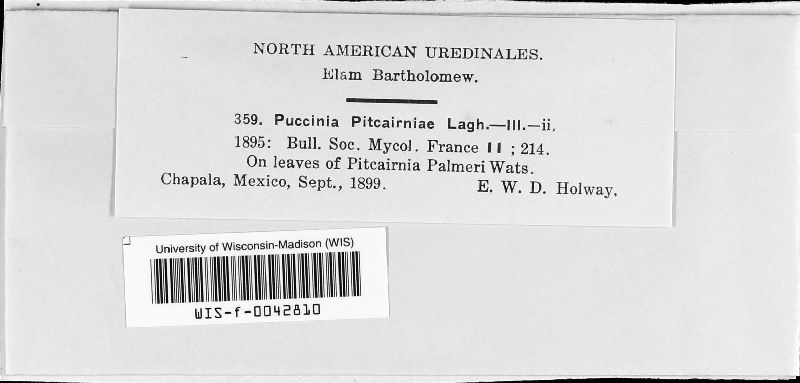 NORTH AMERICAN UREDINALES.
Elam Bartholomew.
359. Puccinia Pitcairniae Lagh.—III.—ii.
1895: Bull. Soc. Mycol. France 11 ; 214.
On leaves of Pitcairnia Palmeri Wats.
Chapala, Mexico, Sept., 1899. E. W. D. Holway.
University of Wisconsin-Madison (WIS)
WIS-f-0042810